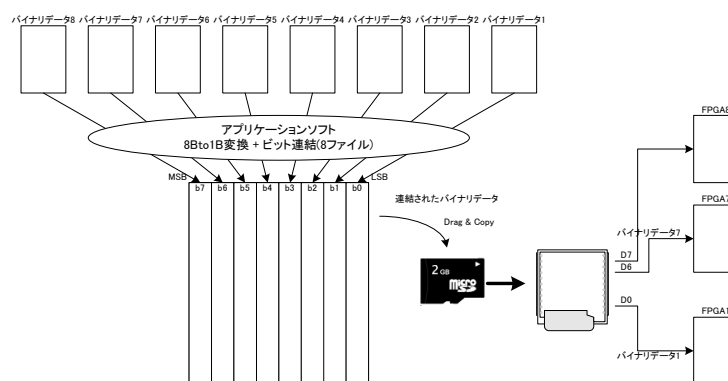 バイナリデータ8 バイナリデータ7 バイナリデータ6 バイナリデータ5 バイナリデータ4 バイナリデータ3 バイナリデータ2 バイナリデータ1
アプリケーションソフト
8Bto1B変換 + ビット連結(8ファイル)
MSB
LSB
b7 b6 b5 b4 b3 b2 b1 b0
連結されたバイナリデータ
Drag & Copy
2 GB
micro SD
FPGA8
FPGA7
バイナリデータ7
D7
D6
D0
FPGA1
バイナリデータ1